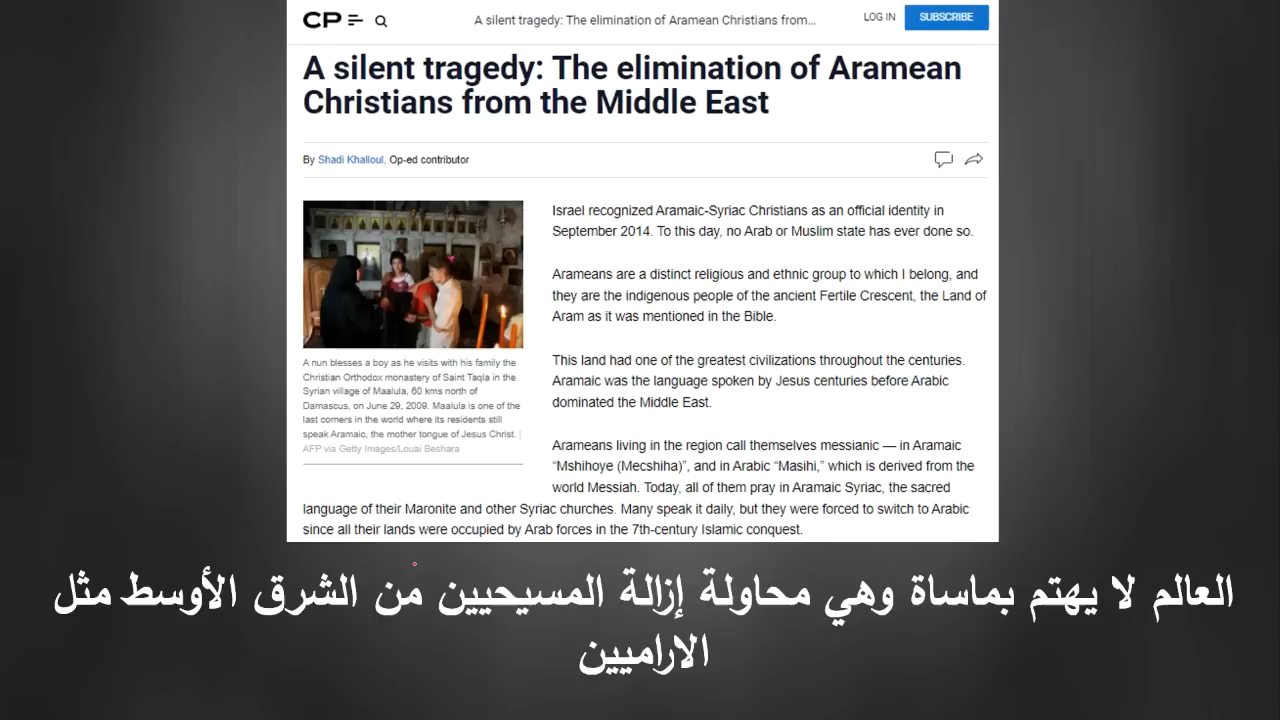 CP
A silent tragedy: The elimination of Aramean Christians from...
LOG IN
SUBSCRIBE
A silent tragedy: The elimination of Aramean
Christians from the Middle East
By Shadi Khalloul, Op-ed contributor
A nun blesses a boy as he visits with his family the
Christian Orthodox monastery of Saint Taqla in the
Syrian village of Maalula, 60 kms north of
Damascus, on June 29, 2009. Maalula is one of the
last corners in the world where its residents still
speak Aramaic, the mother tongue of Jesus Christ. |
AFP via Getty Images/Louai Beshara
Israel recognized Aramaic-Syriac Christians as an official identity in
September 2014. To this day, no Arab or Muslim state has ever done so.
Arameans are a distinct religious and ethnic group to which I belong, and
they are the indigenous people of the ancient Fertile Crescent, the Land of
Aram as it was mentioned in the Bible.
This land had one of the greatest civilizations throughout the centuries.
Aramaic was the language spoken by Jesus centuries before Arabic
dominated the Middle East.
Arameans living in the region call themselves messianic — in Aramaic
“Mshihoye (Mecshiha)”, and in Arabic “Masihi,” which is derived from the
world Messiah. Today, all of them pray in Aramaic Syriac, the sacred
language of their Maronite and other Syriac churches. Many speak it daily, but they were forced to switch to Arabic
since all their lands were occupied by Arab forces in the 7th-century Islamic conquest.
العالم لا يهتم بماساة وهي محاولة إزالة المسيحيين من الشرق الأوسط مثل
الاراميين